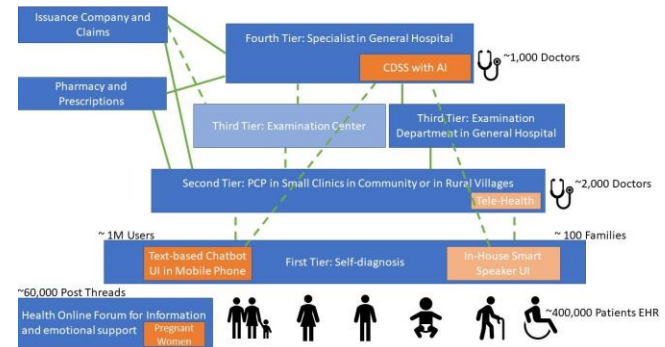 Issuance Company and
Claims
Fourth Tier: Specialist in General Hospital
CDSS with AI
~1,000 Doctors
Pharmacy and
Prescriptions
Third Tier: Examination Center
Third Tier: Examination
Department in General Hospital
Second Tier: PCP in Small Clinics in Community or in Rural Villages
Tele-Health
~2,000 Doctors
~ 1M Users
~ 100 Families
Text-based Chatbot
UI in Mobile Phone
First Tier: Self-diagnosis
In-House Smart
Speaker UI
~60,000 Post Threads
Health Online Forum for Information
and emotional support
Pregnant
Women
~400,000 Patients EHR